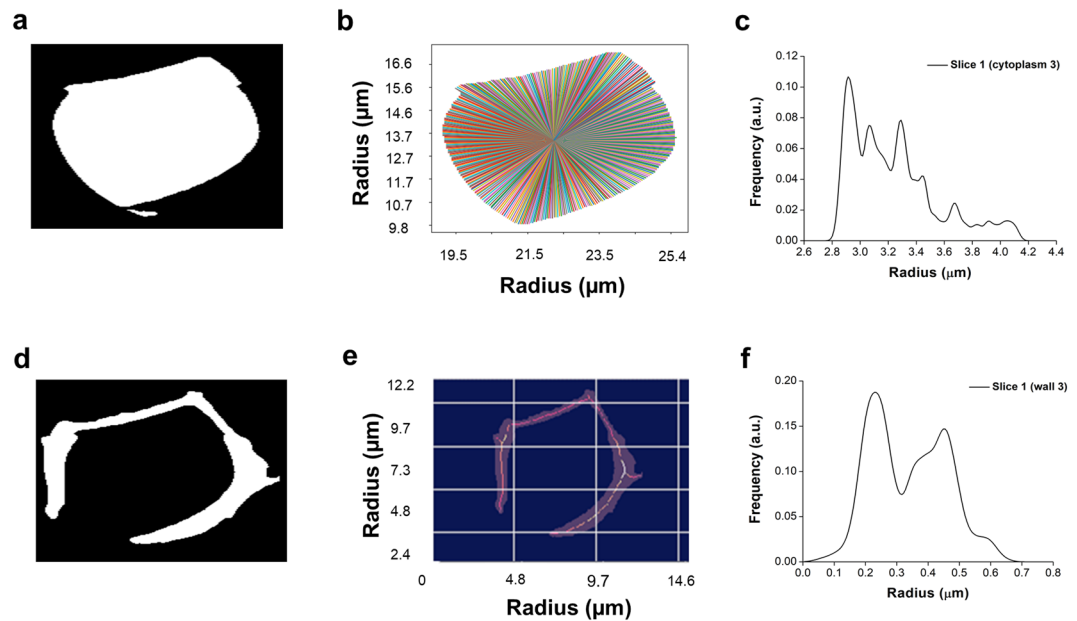 a
b
Radius (µm)
16.6
15.6
14.6
13.7
12.7
11.7
10.7
9.8
19.5 21.5 23.5 25.4
Radius (µm)
c
Slice 1 (cytoplasm 3)
Frequency (a.u.)
0.12
0.10
0.08
0.06
0.04
0.02
0.00
2.6 2.8 3.0 3.2 3.4 3.6 3.8 4.0 4.2 4.4
Radius (µm)
d
e
Radius (µm)
12.2
9.7
7.3
4.8
2.4
0 4.8 9.7 14.6
Radius (µm)
f
Slice 1 (wall 3)
Frequency (a.u.)
0.20
0.15
0.10
0.05
0.00
0.0 0.1 0.2 0.3 0.4 0.5 0.6 0.7 0.8
Radius (µm)